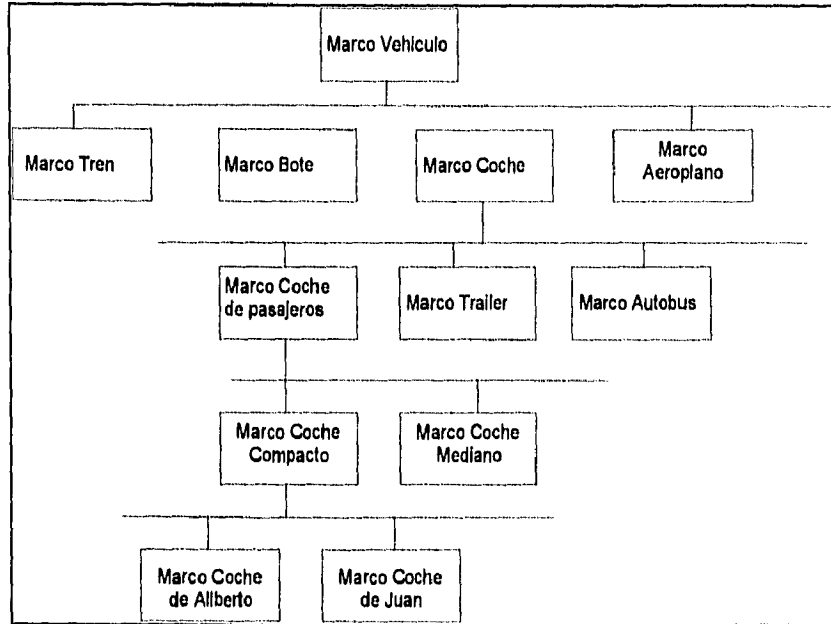 Marco Vehiculo
Marco Tren
Marco Bote
Marco Coche
Marco
Aeroplano
Marco Coche
de pasajeros
Marco Trailer
Marco Autobus
Marco Coche
Compacto
Marco Coche
Mediano
Marco Coche
de Allberto
Marco Coche
de Juan